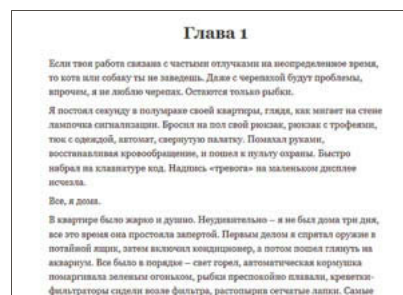 Глава 1
Если твоя работа связана с частыми отлучками на неопределенное время,
то кота или собаку ты не заведешь. Даже с черепахой будут проблемы,
впрочем, я не люблю черепах. Остаются только рыбки.
Я постоял секунду в полумраке своей квартиры, глядя, как мигает на стене
лампочка сигнализации. Бросил на пол свой рюкзак, рюкзак с трофеями,
тюк с одеждой, автомат, свернутую палатку. Помахал руками,
восстанавливая кровообращение, и пошел к пульту охраны. Быстро
набрал на клавиатуре код. Надпись «тревога» на маленьком дисплее
исчезла.
Все, я дома.
В квартире было жарко и душно. Неудивительно – я не был дома три дня,
все это время она простояла запертой. Первым делом я спрятал оружие в
потайной ящик, затем включил кондиционер, а потом пошел глянуть на
аквариум. Все было в порядке – свет горел, автоматическая кормушка
помаргивала зеленым огоньком, рыбки преспокойно плавали, креветки-
фильтраторы сидели возле фильтра, растопырив сетчатые лапки. Самые